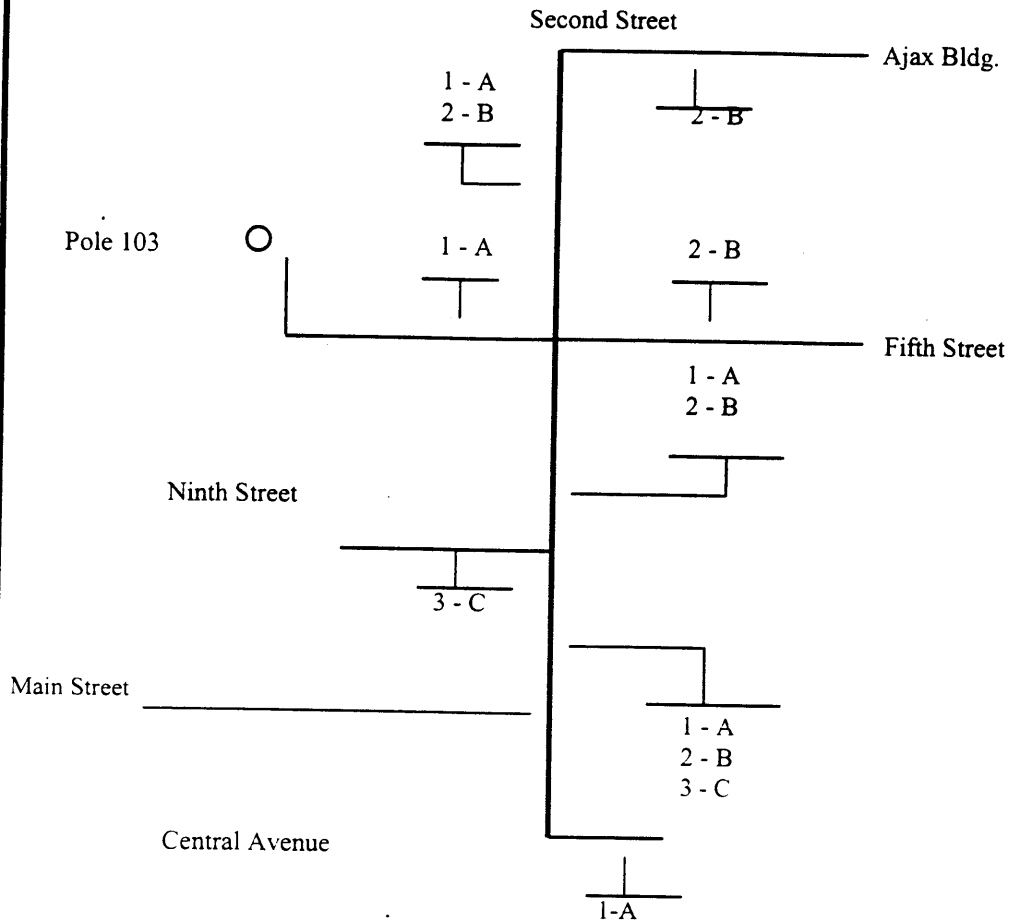 Second Street
Ajax Bldg.
1 - A
2 - B
2 - B
Pole 103
1 - A
2 - B
Fifth Street
1 - A
2 - B
Ninth Street
3 - C
Main Street
1 - A
2 - B
3 - C
Central Avenue
1-A